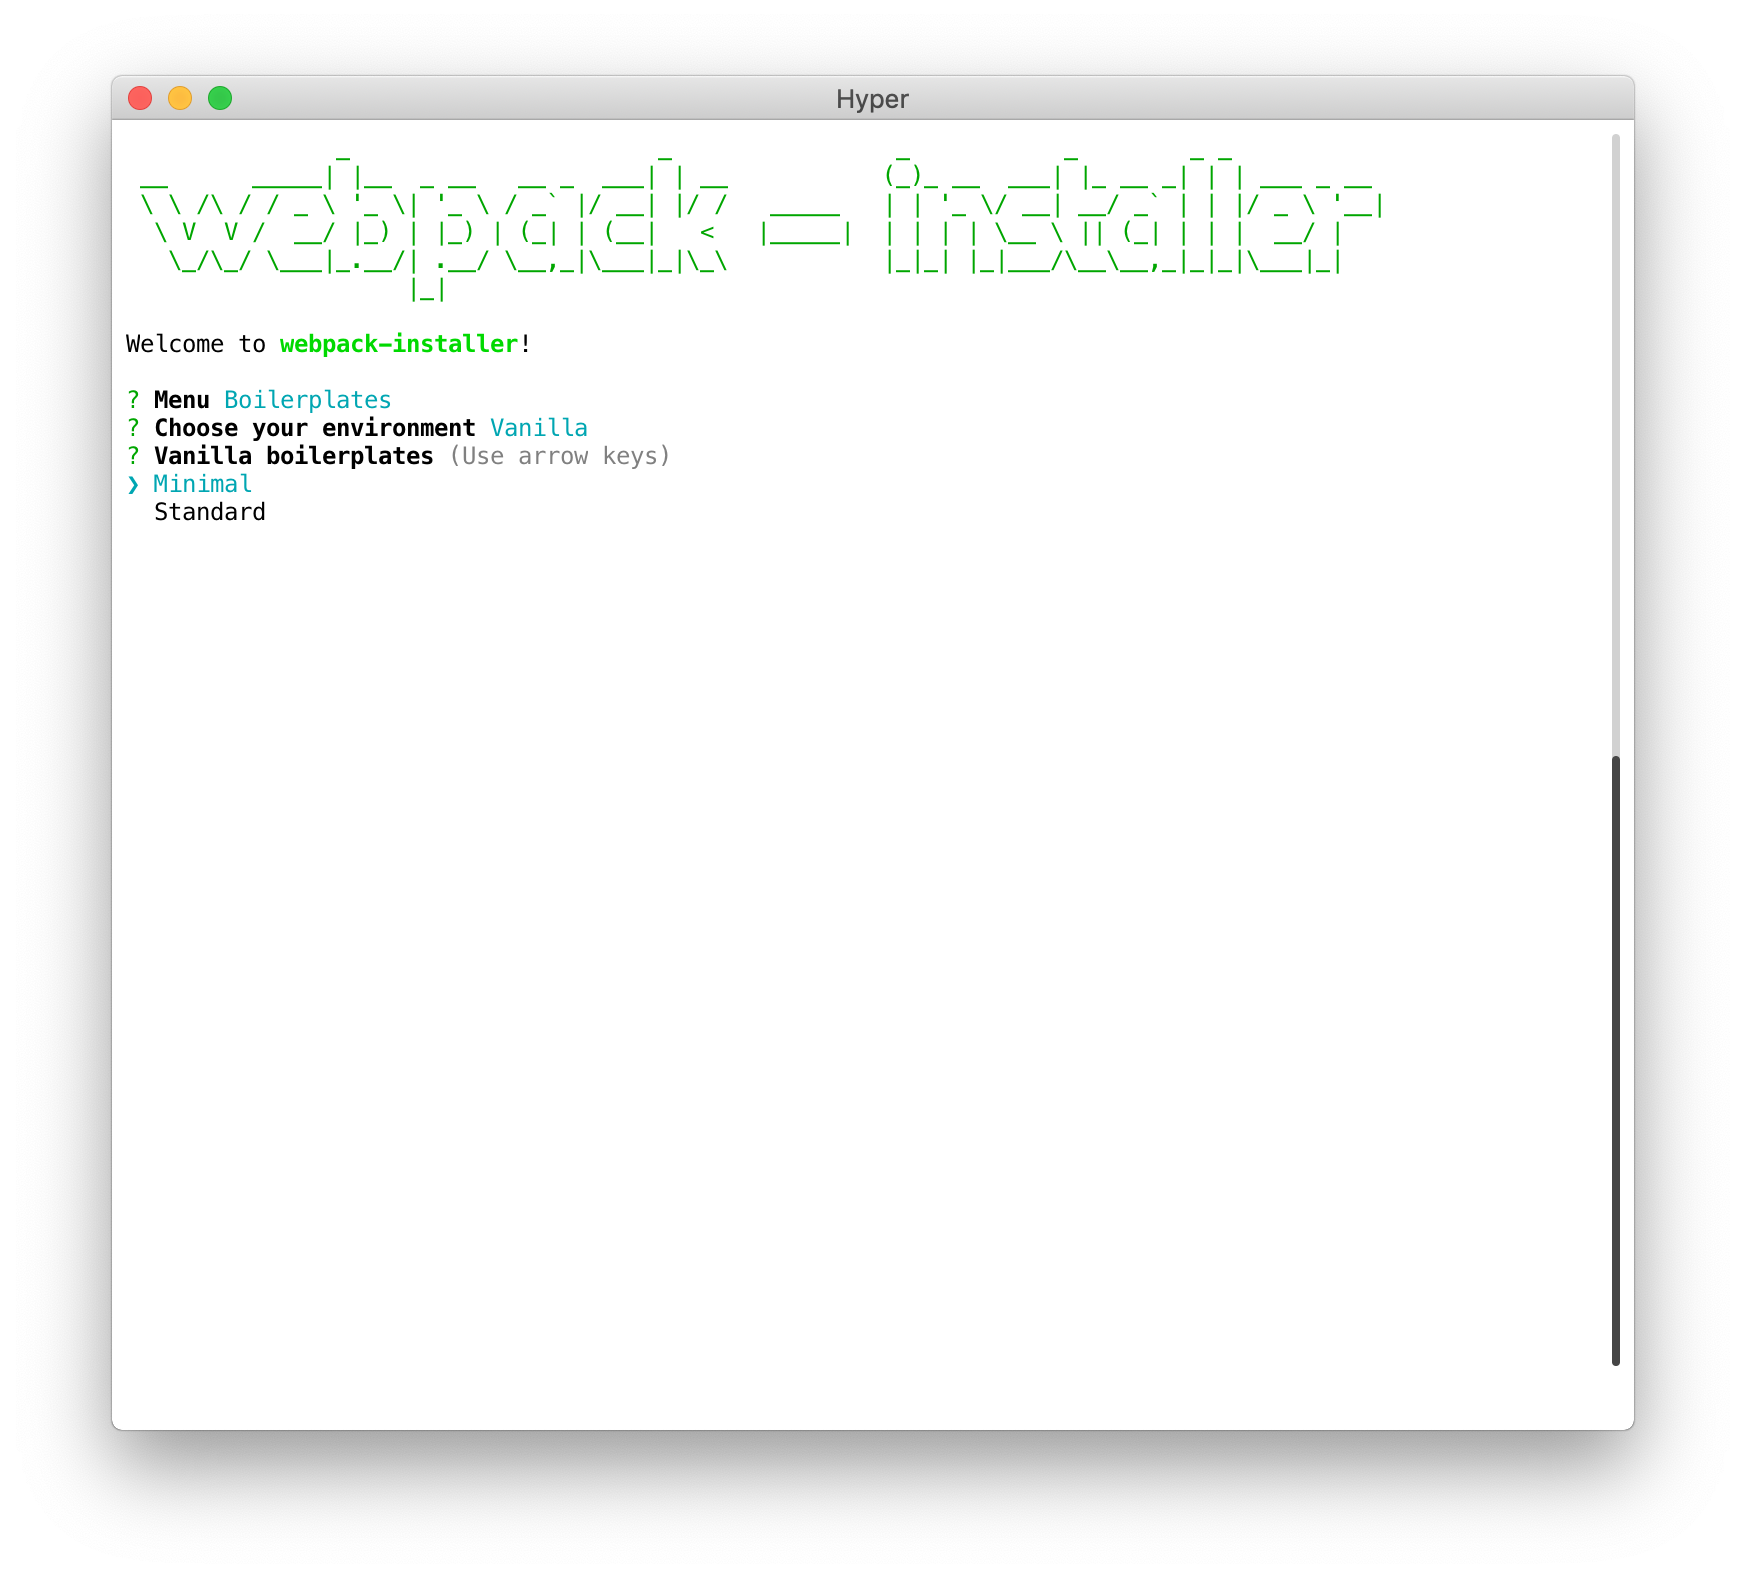 Hyper
webpack - installer
Welcome to webpack-installer!
? Menu Boilerplates
? Choose your environment Vanilla
? Vanilla boilerplates (Use arrow keys)
❯ Minimal
Standard